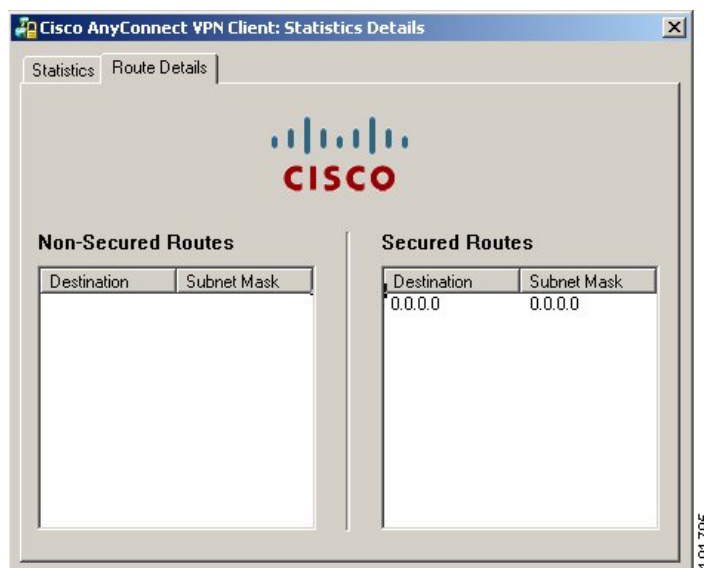 Cisco AnyConnect VPN Client: Statistics Details
Statistics Route Details
CISCO
Non-Secured Routes
Destination Subnet Mask
Secured Routes
Destination Subnet Mask
0.0.0.0 0.0.0.0
191795